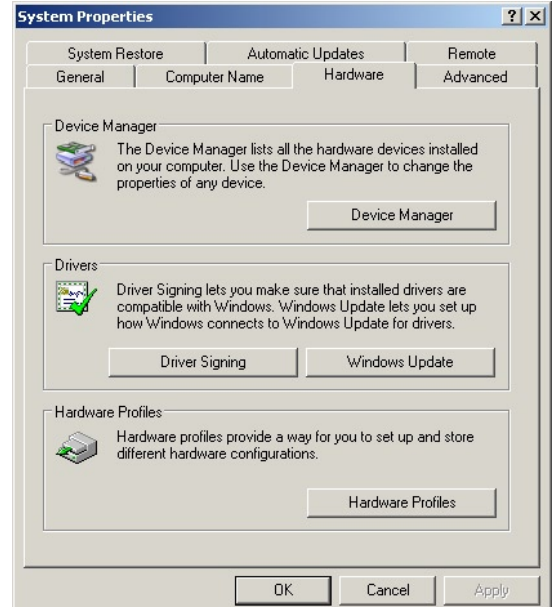 System Properties
System Restore Automatic Updates Remote
General Computer Name Hardware Advanced
Device Manager
The Device Manager lists all the hardware devices installed
on your computer. Use the Device Manager to change the
properties of any device.
Device Manager
Drivers
Driver Signing lets you make sure that installed drivers are
compatible with Windows. Windows Update lets you set up
how Windows connects to Windows Update for drivers.
Driver Signing Windows Update
Hardware Profiles
Hardware profiles provide a way for you to set up and store
different hardware configurations.
Hardware Profiles
OK Cancel Apply